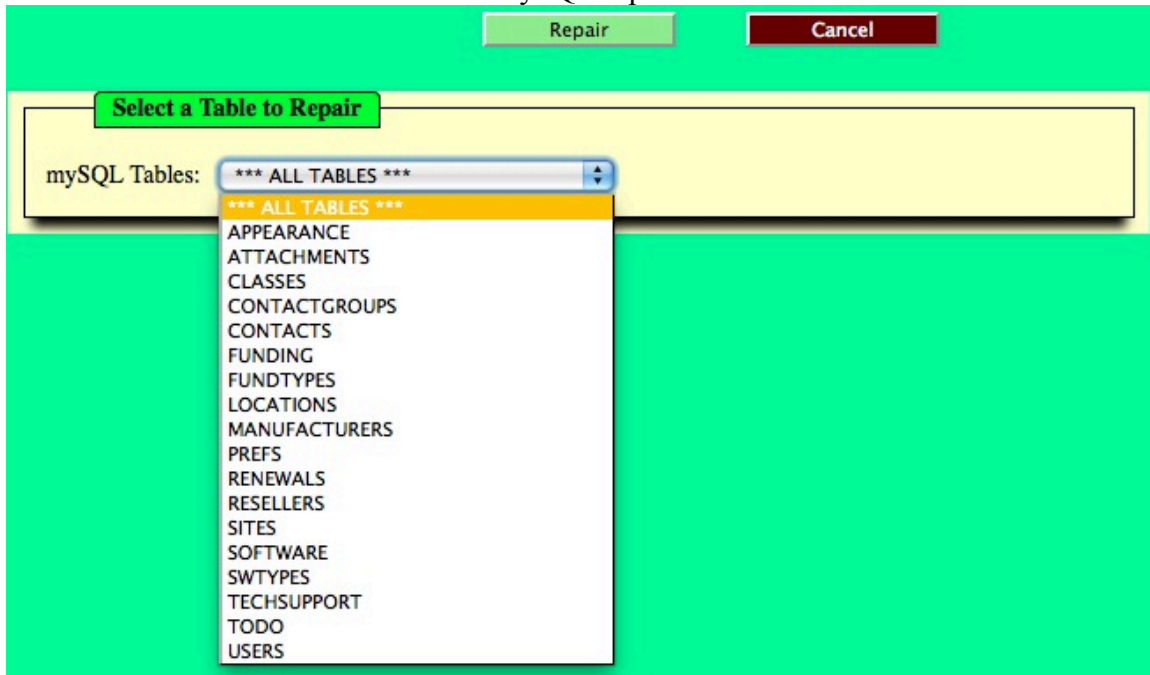 Repair Cancel
Select a Table to Repair
mySQL Tables: *** ALL TABLES ***
*** ALL TABLES ***
APPEARANCE
ATTACHMENTS
CLASSES
CONTACTGROUPS
CONTACTS
FUNDING
FUNDTYPES
LOCATIONS
MANUFACTURERS
PREFS
RENEWALS
RESELLERS
SITES
SOFTWARE
SWTYPES
TECHSUPPORT
TODO
USERS